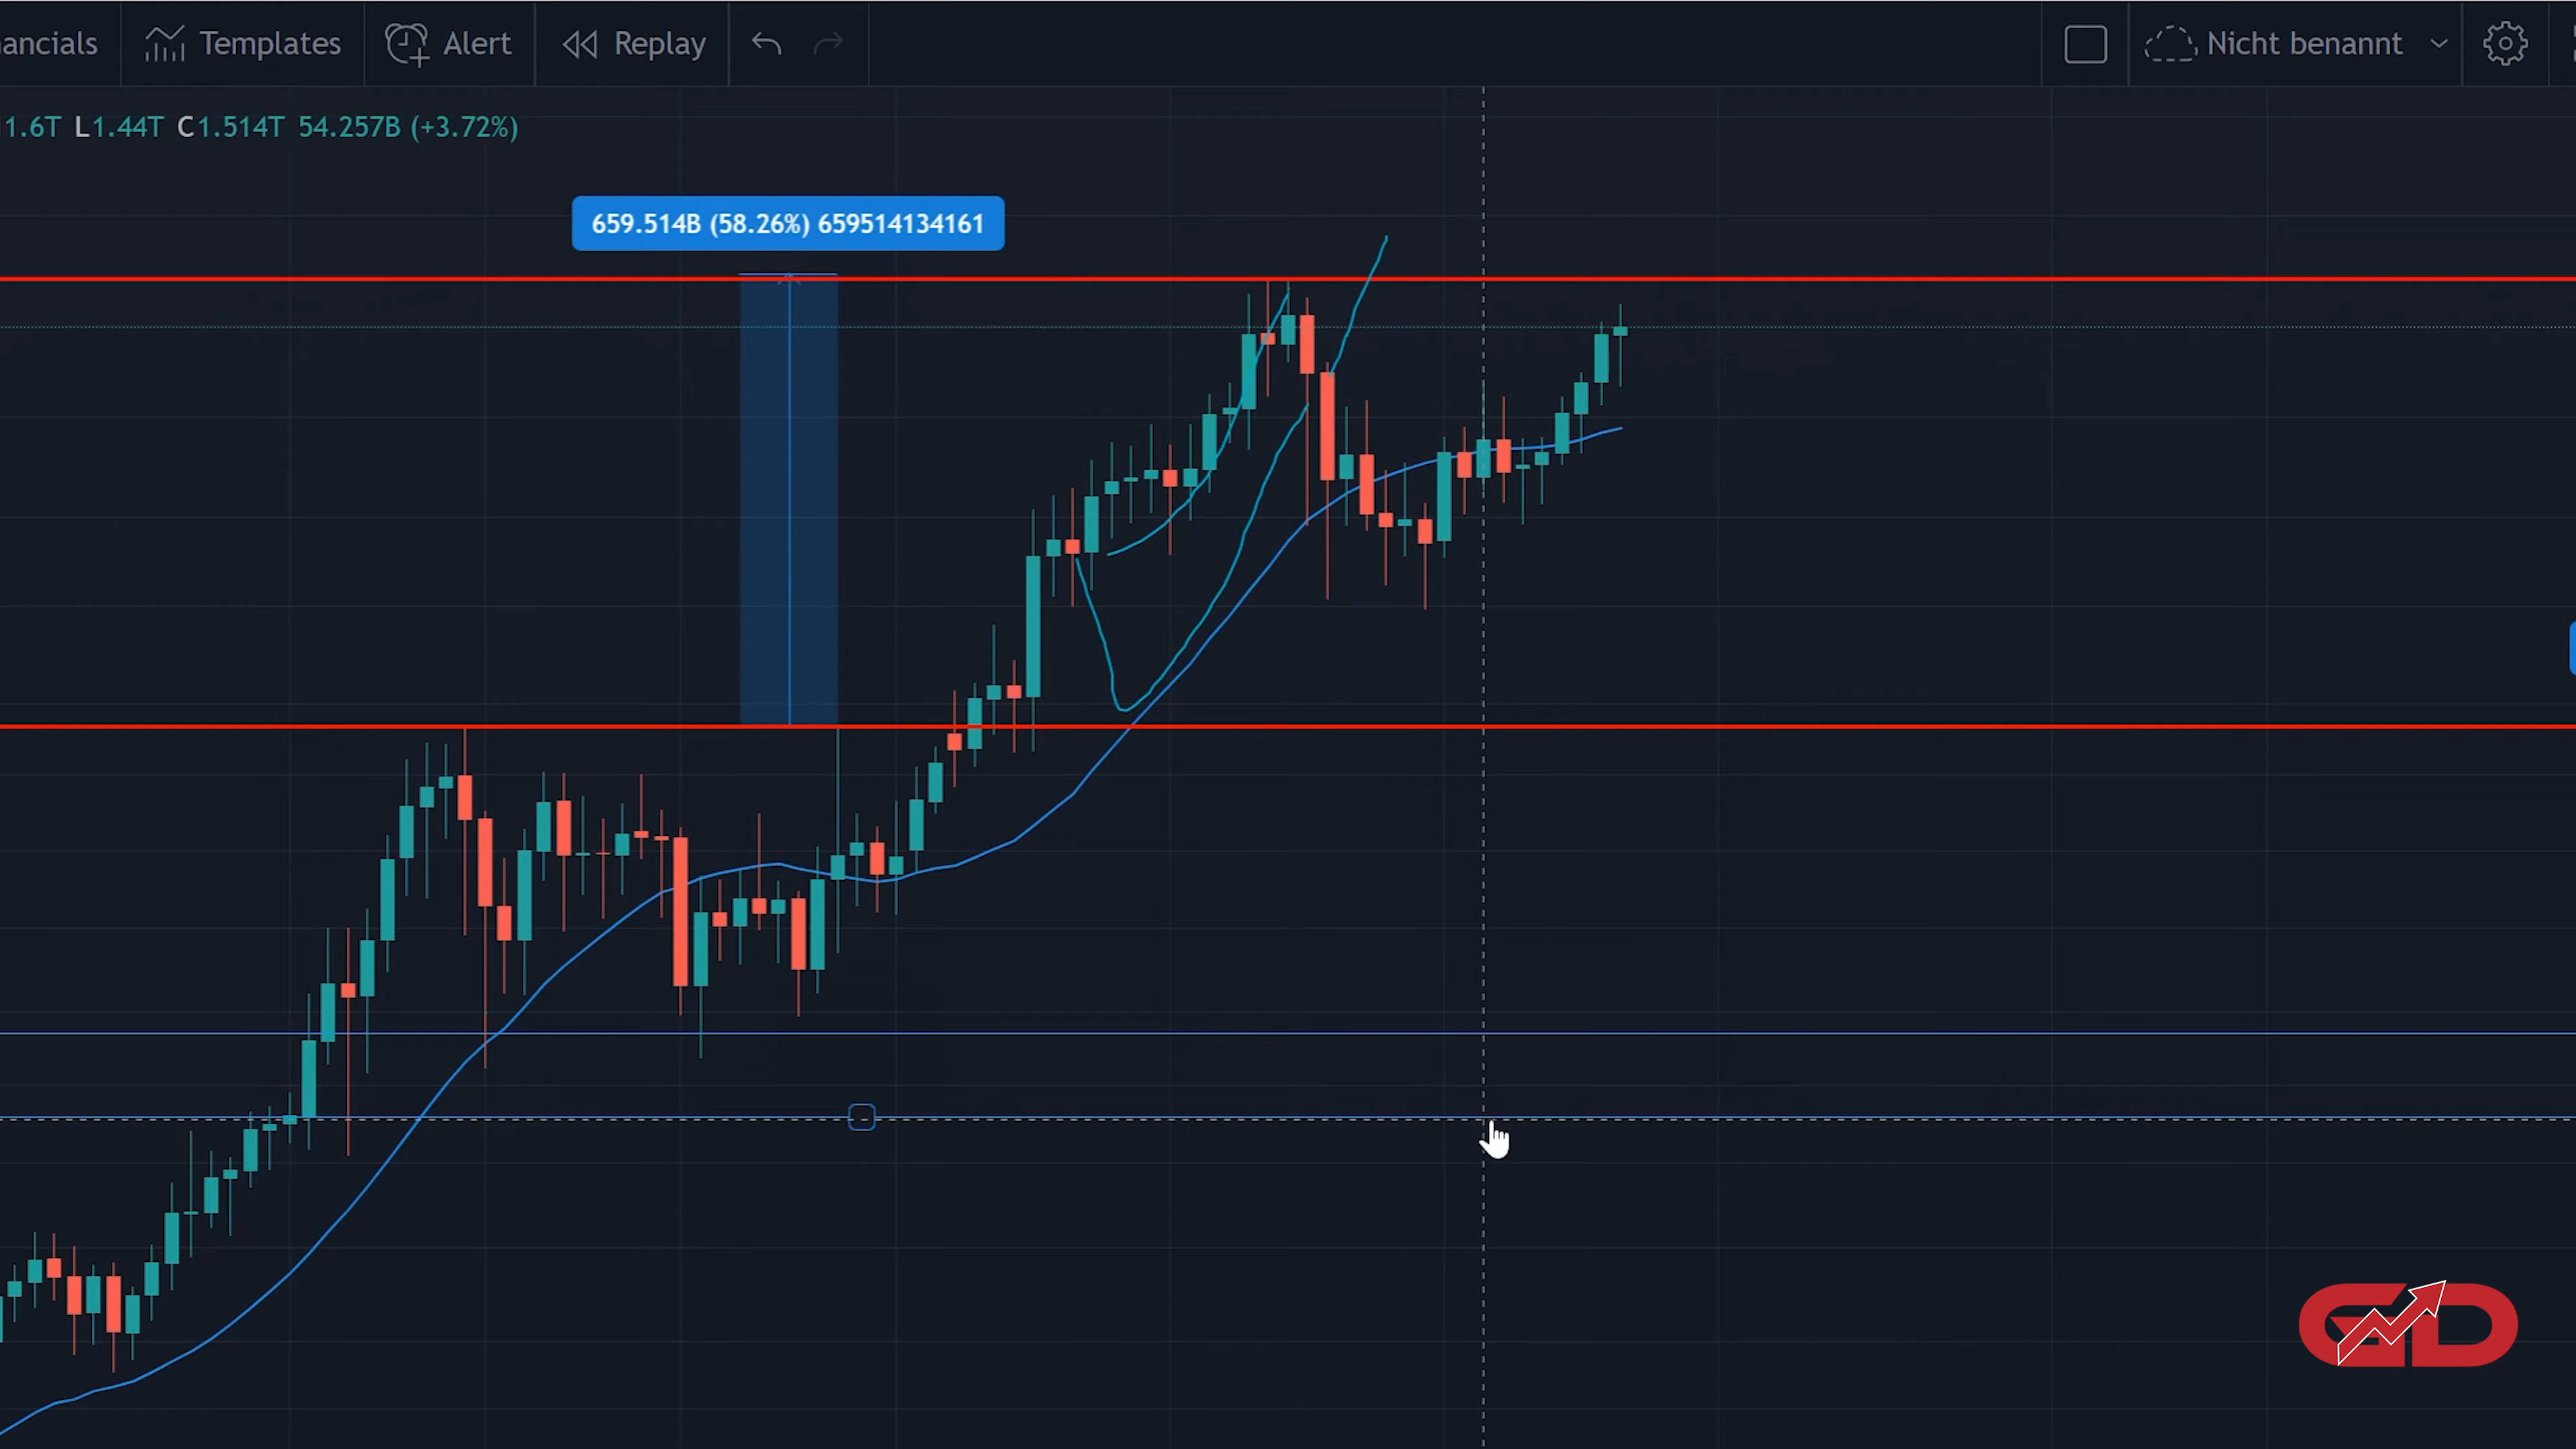 ancials Templates Alert Replay Nicht benannt
1.6T L1.44T C1.514T 54.257B (+3.72%)
659.514B (58.26%) 659514134161
GD